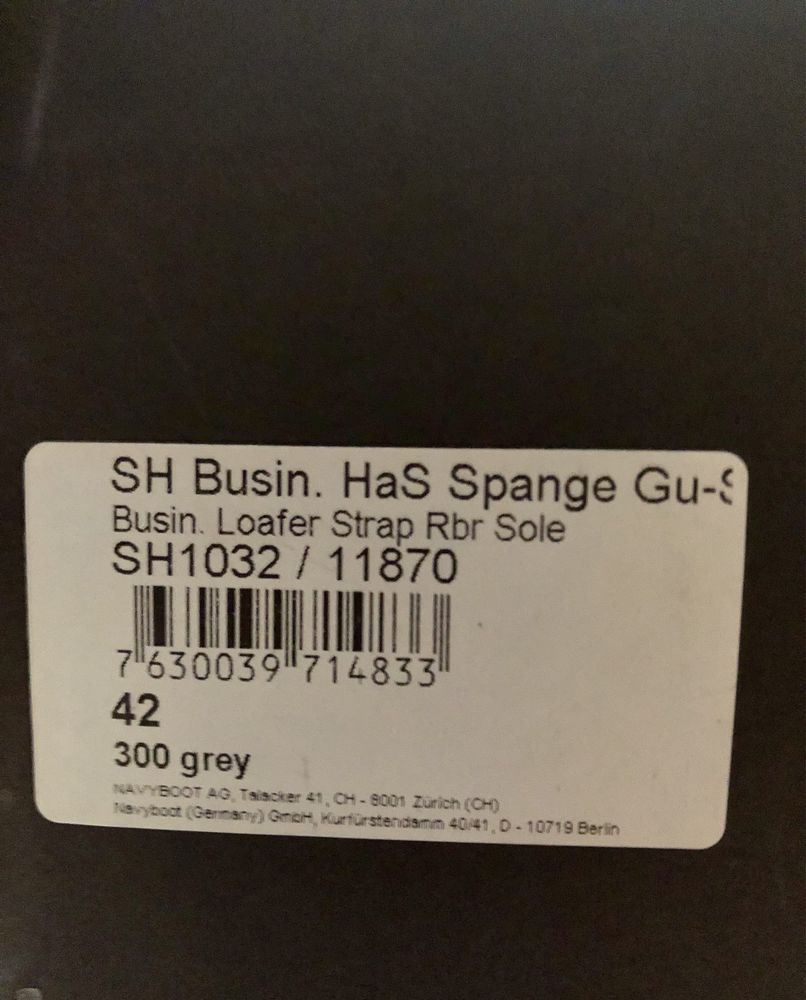 SH Busin. HaS Spange Gu-S
Busin. Loafer Strap Rbr Sole
SH1032 / 11870
7 630039 714833
42
300 grey
NAVYBOOT AG, Talacker 41, CH - 8001 Zürich (CH)
Navyboot (Germany) GmbH, Kurfürstendamm 40/41, D - 10719 Berlin